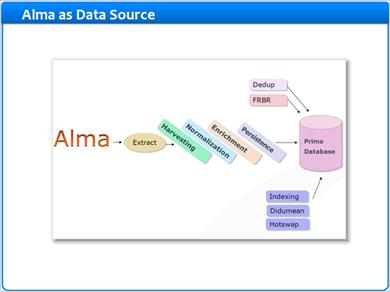 Alma as Data Source
Dedup
FRBR
Alma
Extract
Harvesting
Normalization
Enrichment
Persistence
Primo
Database
Indexing
Didumean
Hotswap